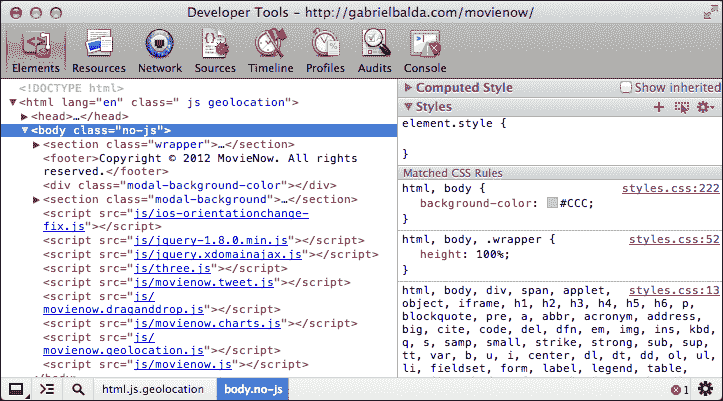 Developer Tools - http://gabrielbalda.com/movienow/
Elements Resources Network Sources Timeline Profiles Audits Console
<!DOCTYPE html>
<html lang="en" class=" js geolocation">
<head>…</head>
<body class="no-js">
<section class="wrapper">…</section>
<footer>Copyright © 2012 MovieNow. All rights
reserved.</footer>
<div class="modal-background-color"></div>
<section class="modal-background">…</section>
<script src="js/ios-orientationchange-
fix.js"></script>
<script src="js/jquery-1.8.0.min.js"></script>
<script src="js/jquery.xdomainajax.js"></script>
<script src="js/three.js"></script>
<script src="js/movienow.tweet.js"></script>
<script src="js/
movienow.draganddrop.js"></script>
<script src="js/movienow.charts.js"></script>
<script src="js/
movienow.geolocation.js"></script>
<script src="js/movienow.js"></script>
</body>
Computed Style Show inherited
Styles
element.style {
}
Matched CSS Rules
html, body { styles.css:222
background-color: #CCC;
}
html, body, .wrapper { styles.css:52
height: 100%;
}
html, body, div, span, applet, styles.css:13
object, iframe, h1, h2, h3, h4, h5, h6, p,
blockquote, pre, a, abbr, acronym, address,
big, cite, code, del, dfn, em, img, ins, kbd,
q, s, samp, small, strike, strong, sub, sup,
tt, var, b, u, i, center, dl, dt, dd, ol, ul,
li, fieldset, form, label, legend, table,
html.js.geolocation body.no-js 1